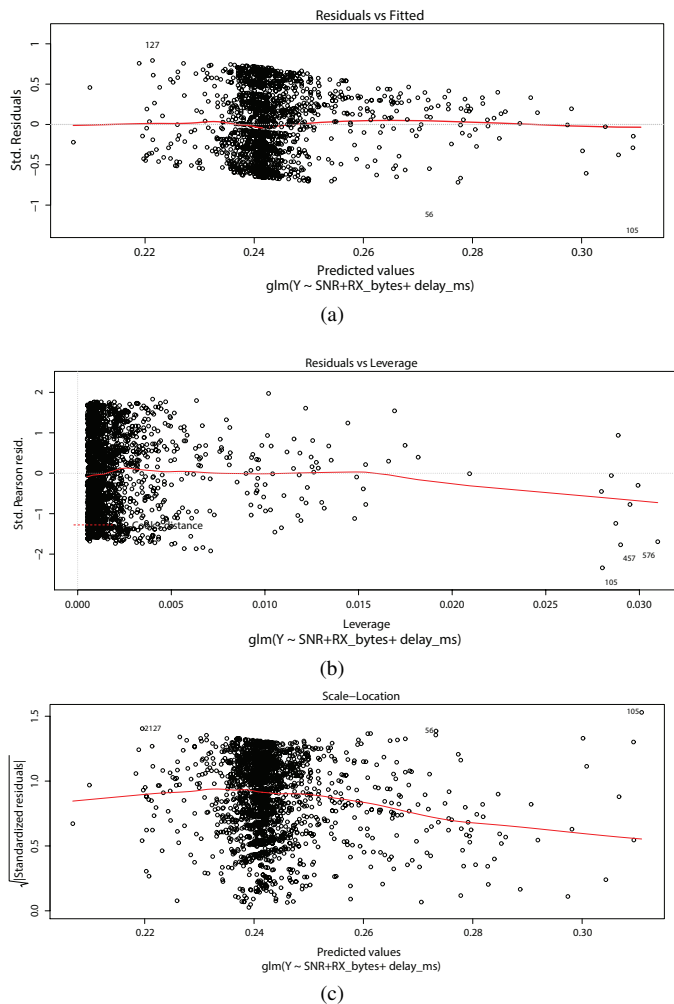 Residuals vs Fitted
Std. Residuals
1
0.5
0
-0.5
-1
127
56
105
0.22
0.24
0.26
0.28
0.30
Predicted values
glm(Y ~ SNR+RX_bytes+ delay_ms)
(a)
Residuals vs Leverage
Std. Pearson resid.
2
1
0
-1
-2
Cook's distance
105
457
576
0.000
0.005
0.010
0.015
0.020
0.025
0.030
Leverage
glm(Y ~ SNR+RX_bytes+ delay_ms)
(b)
Scale−Location
√|Standardized residuals|
1.5
1.0
0.5
0.0
2127
56
105
0.22
0.24
0.26
0.28
0.30
Predicted values
glm(Y ~ SNR+RX_bytes+ delay_ms)
(c)